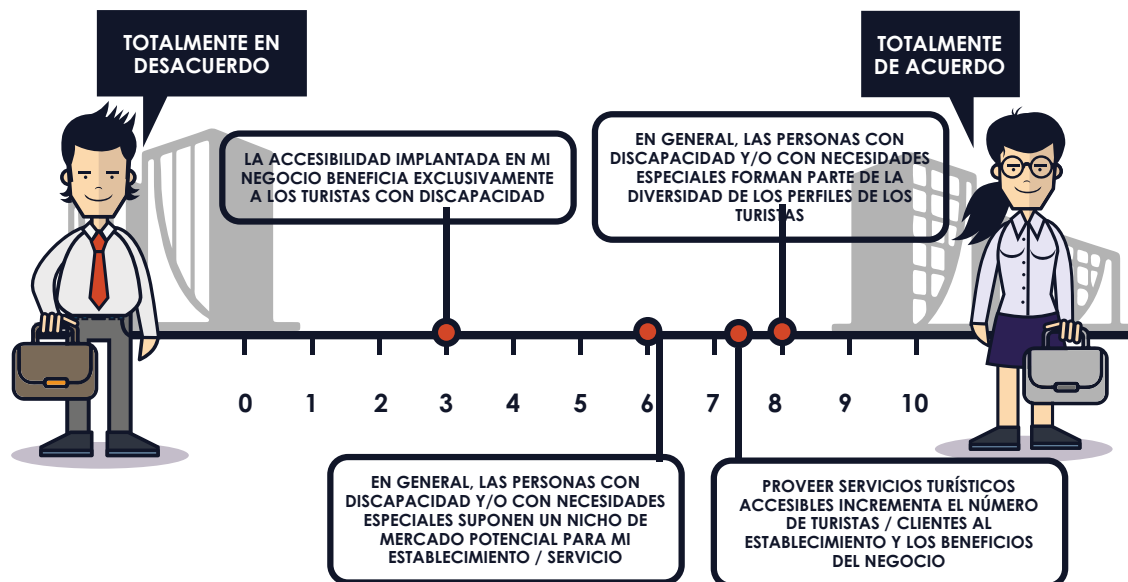 TOTALMENTE EN
DESACUERDO
TOTALMENTE
DE ACUERDO
LA ACCESIBILIDAD IMPLANTADA EN MI
NEGOCIO BENEFICIA EXCLUSIVAMENTE
A LOS TURISTAS CON DISCAPACIDAD
EN GENERAL, LAS PERSONAS CON
DISCAPACIDAD Y/O CON NECESIDADES
ESPECIALES FORMAN PARTE DE LA
DIVERSIDAD DE LOS PERFILES DE LOS
TURISTAS
0 1 2 3 4 5 6 7 8 9 10
EN GENERAL, LAS PERSONAS CON
DISCAPACIDAD Y/O CON NECESIDADES
ESPECIALES SUPONEN UN NICHO DE
MERCADO POTENCIAL PARA MI
ESTABLECIMIENTO / SERVICIO
PROVEER SERVICIOS TURÍSTICOS
ACCESIBLES INCREMENTA EL NÚMERO
DE TURISTAS / CLIENTES AL
ESTABLECIMIENTO Y LOS BENEFICIOS
DEL NEGOCIO